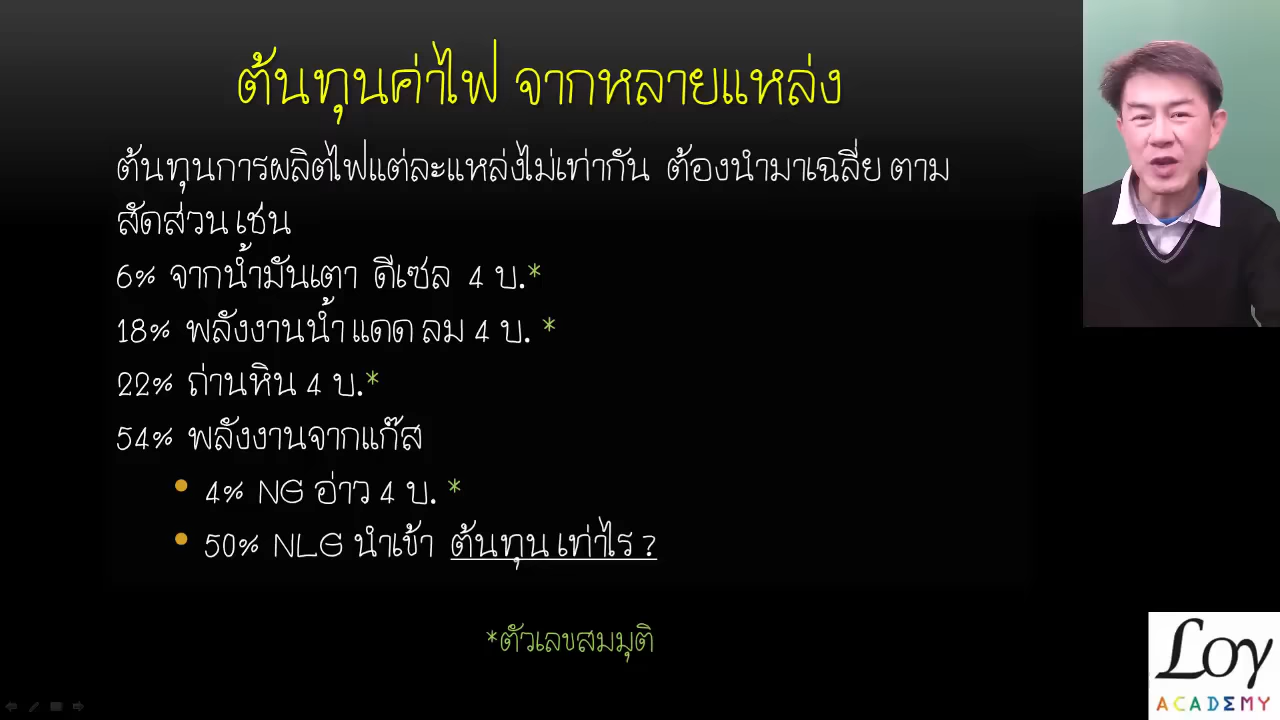 ต้นทุนค่าไฟ จากหลายแหล่ง
ต้นทุนการผลิตไฟแต่ละแหล่งไม่เท่ากัน ต้องนำมาเฉลี่ย ตาม
สัดส่วน เช่น
6% จากน้ำมันเตา ดีเซล 4 บ.*
18% พลังงานน้ำ แดด ลม 4 บ. *
22% ถ่านหิน 4 บ.*
54% พลังงานจากแก๊ส
• 4% NG อ่าว 4 บ. *
• 50% NLG นำเข้า ต้นทุน เท่าไร ?
*ตัวเลขสมมุติ
Loy
ACADEMY